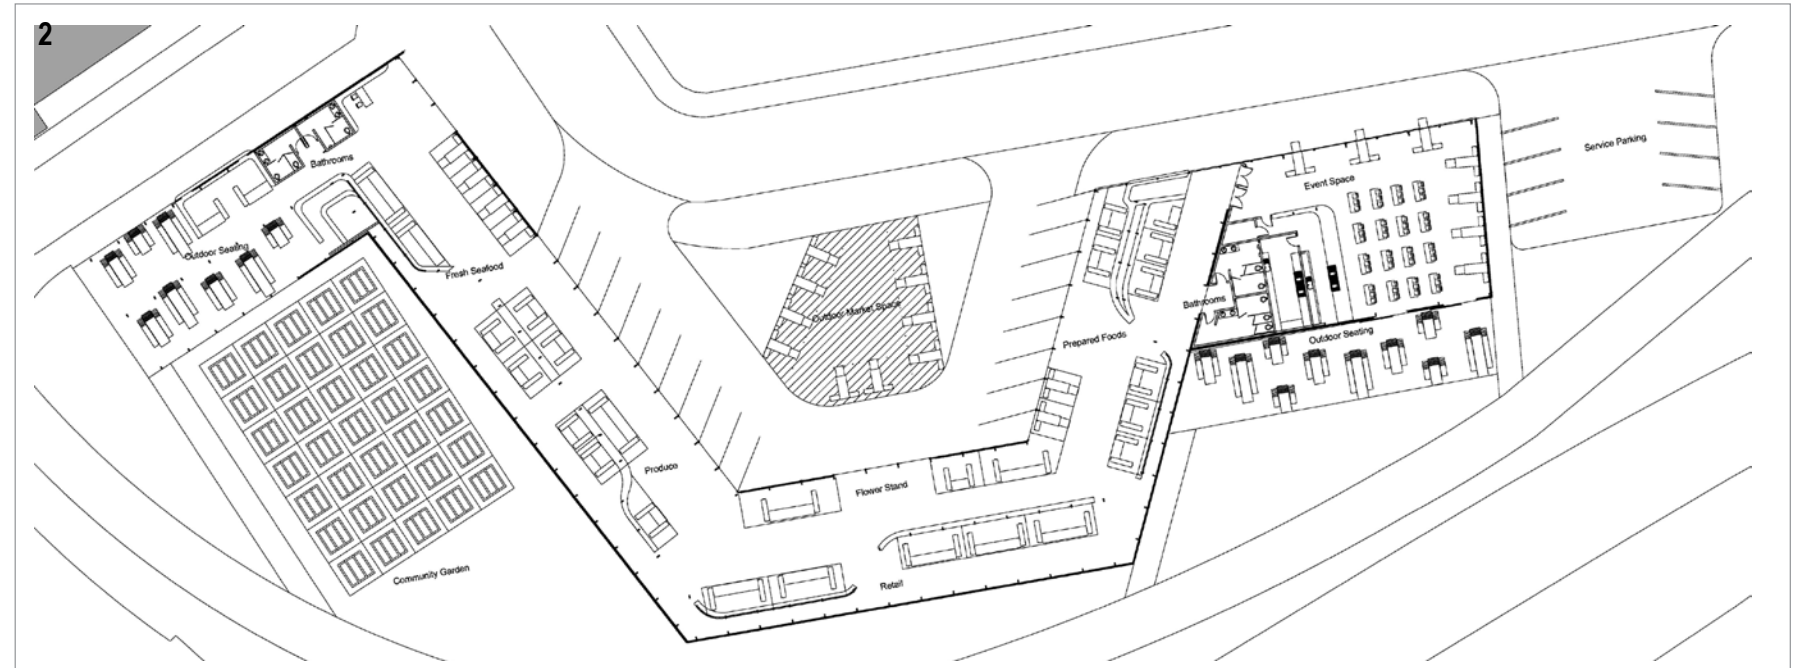 2
Bathrooms
Outdoor Seating
Fresh Seafood
Community Garden
Produce
Flower Stand
Retail
Outdoor Market Space
Prepared Foods
Bathrooms
Event Space
Outdoor Seating
Service Parking